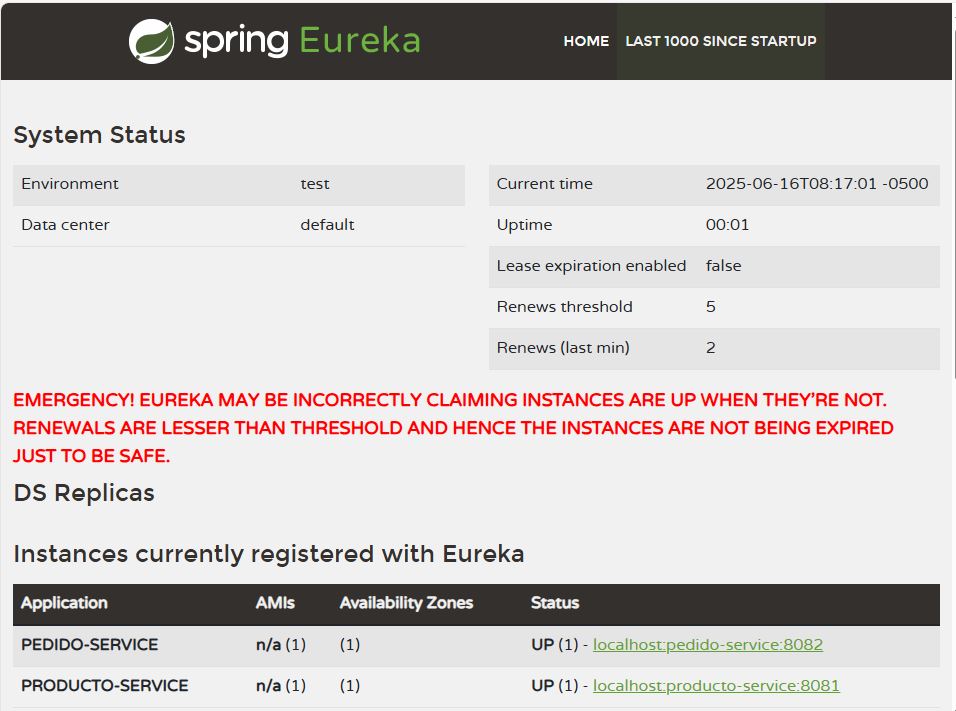 spring Eureka
HOME LAST 1000 SINCE STARTUP
System Status
Environment test
Data center default
Current time 2025-06-16T08:17:01 -0500
Uptime 00:01
Lease expiration enabled false
Renews threshold 5
Renews (last min) 2
EMERGENCY! EUREKA MAY BE INCORRECTLY CLAIMING INSTANCES ARE UP WHEN THEY'RE NOT.
RENEWALS ARE LESSER THAN THRESHOLD AND HENCE THE INSTANCES ARE NOT BEING EXPIRED
JUST TO BE SAFE.
DS Replicas
Instances currently registered with Eureka
Application AMIs Availability Zones Status
PEDIDO-SERVICE n/a (1) (1) UP (1) - localhost:pedido-service:8082
PRODUCTO-SERVICE n/a (1) (1) UP (1) - localhost:producto-service:8081